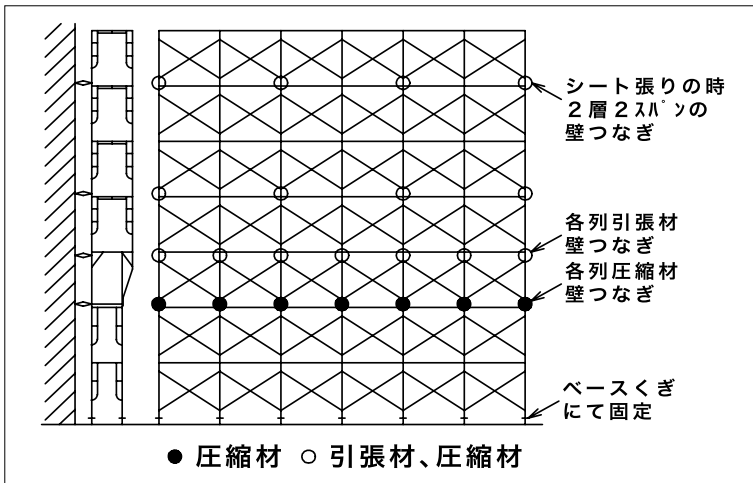 シート張りの時
２層２ｽﾊﾟﾝの
壁つなぎ
各列引張材
壁つなぎ
各列圧縮材
壁つなぎ
ベースくぎ
にて固定
● 圧縮材 ○ 引張材、圧縮材